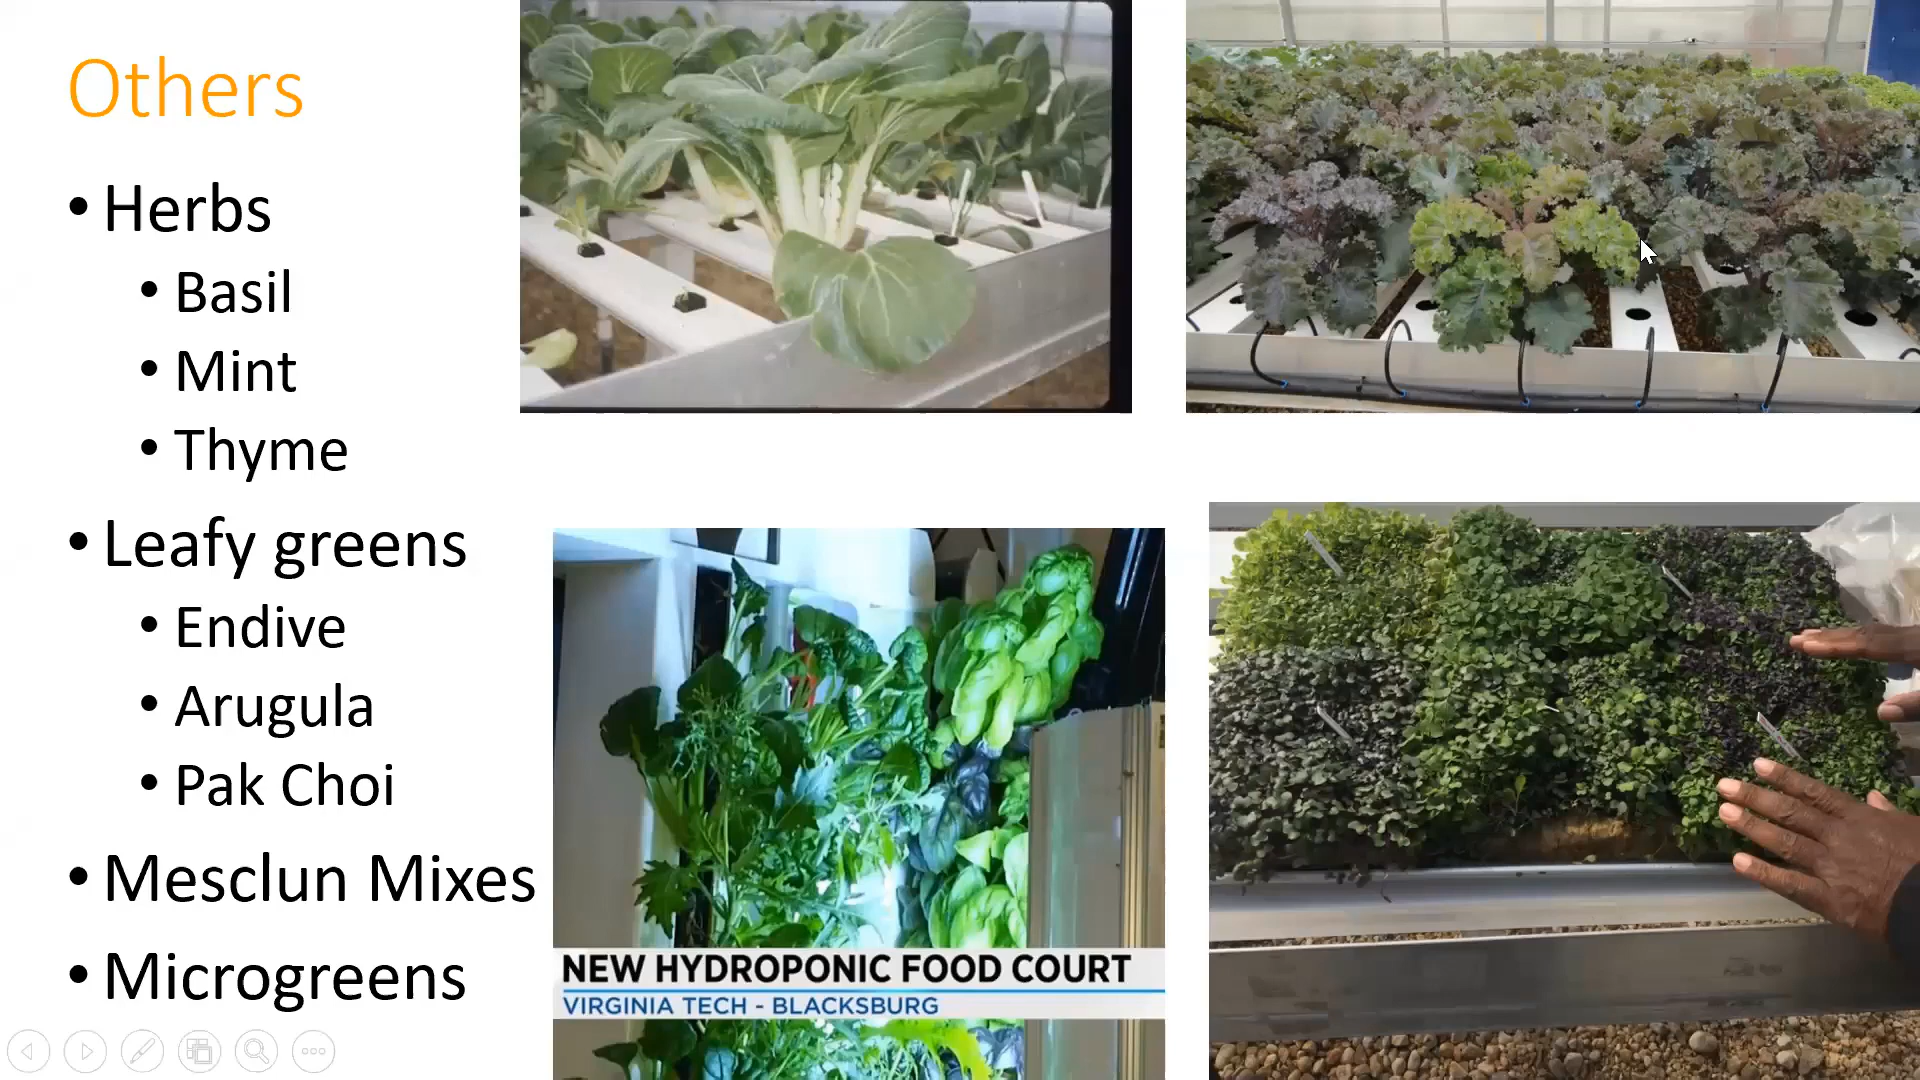 Others
• Herbs
• Basil
• Mint
• Thyme
• Leafy greens
• Endive
• Arugula
• Pak Choi
• Mesclun Mixes
• Microgreens
NEW HYDROPONIC FOOD COURT
VIRGINIA TECH - BLACKSBURG